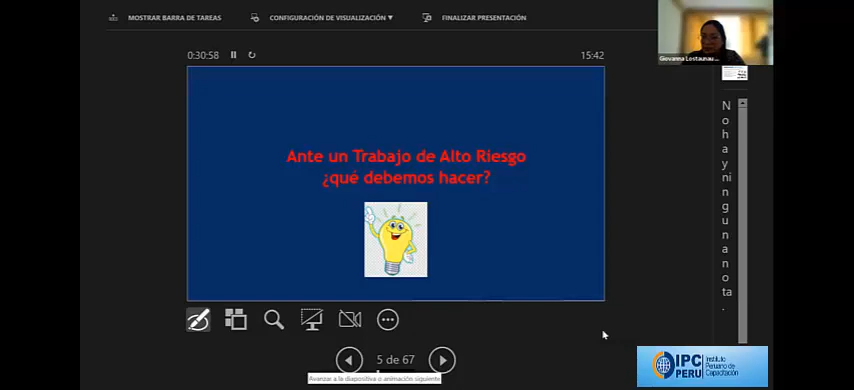 MOSTRAR BARRA DE TAREAS
CONFIGURACIÓN DE VISUALIZACIÓN ▼
FINALIZAR PRESENTACIÓN
Giovanna Lostaunau...
0:30:58
15:42
Ante un Trabajo de Alto Riesgo
¿qué debemos hacer?
N
o h
a
y ni
n
g
u
n
a n
o ta
.
5 de 67
Avanzar a la diapositiva o animación siguiente
IPC
PERU
Instituto
Peruano de
Capacitación